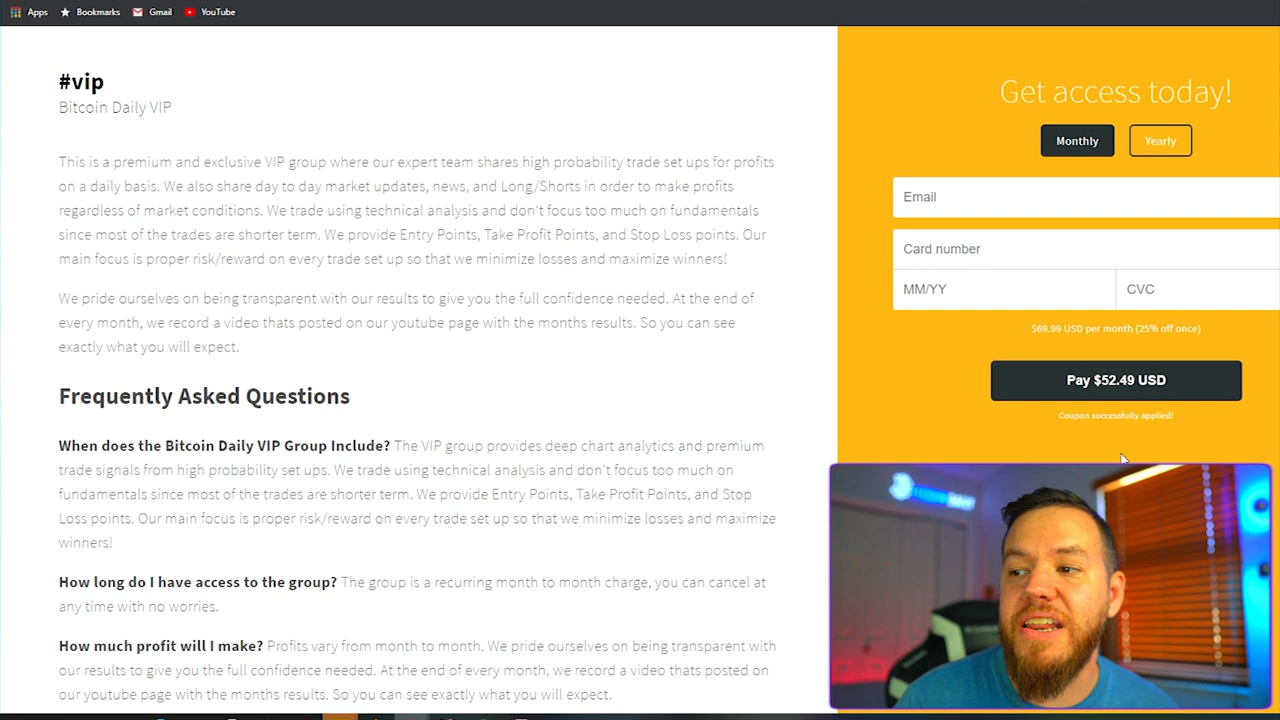 Apps Bookmarks Gmail YouTube
#vip
Bitcoin Daily VIP
This is a premium and exclusive VIP group where our expert team shares high probability trade set ups for profits
on a daily basis. We also share day to day market updates, news, and Long/Shorts in order to make profits
regardless of market conditions. We trade using technical analysis and don't focus too much on fundamentals
since most of the trades are shorter term. We provide Entry Points, Take Profit Points, and Stop Loss points. Our
main focus is proper risk/reward on every trade set up so that we minimize losses and maximize winners!
We pride ourselves on being transparent with our results to give you the full confidence needed. At the end of
every month, we record a video thats posted on our youtube page with the months results. So you can see
exactly what you will expect.
Frequently Asked Questions
When does the Bitcoin Daily VIP Group Include? The VIP group provides deep chart analytics and premium
trade signals from high probability set ups. We trade using technical analysis and don't focus too much on
fundamentals since most of the trades are shorter term. We provide Entry Points, Take Profit Points, and Stop
Loss points. Our main focus is proper risk/reward on every trade set up so that we minimize losses and maximize
winners!
How long do I have access to the group? The group is a recurring month to month charge, you can cancel at
any time with no worries.
How much profit will I make? Profits vary from month to month. We pride ourselves on being transparent with
our results to give you the full confidence needed. At the end of every month, we record a video thats posted on
our youtube page with the months results. So you can see exactly what you will expect.
Get access today!
Monthly Yearly
Email
Card number
MM/YY CVC
$69.99 USD per month (25% off once)
Pay $52.49 USD
Coupon successfully applied!